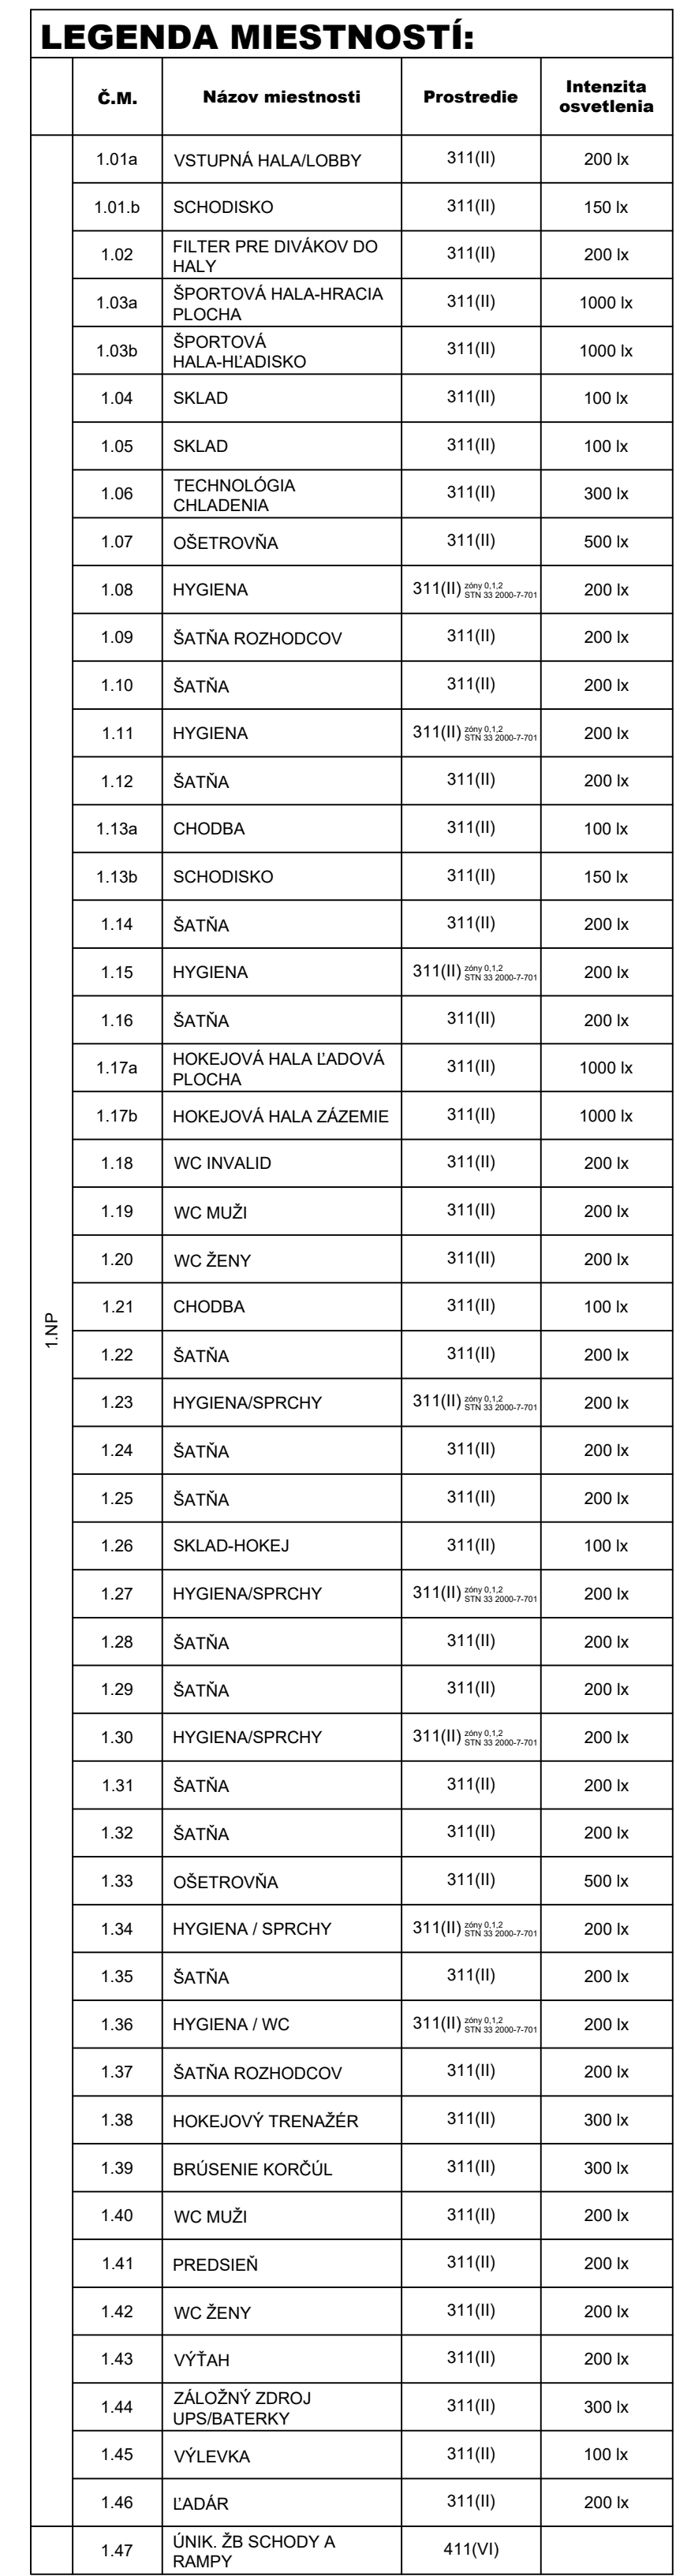 LEGENDA MIESTNOSTÍ:
Č.M. Názov miestnosti Prostredie Intenzita osvetlenia
1.NP
1.01a VSTUPNÁ HALA/LOBBY 311(II) 200 lx
1.01.b SCHODISKO 311(II) 150 lx
1.02 FILTER PRE DIVÁKOV DO HALY 311(II) 200 lx
1.03a ŠPORTOVÁ HALA-HRACIA PLOCHA 311(II) 1000 lx
1.03b ŠPORTOVÁ HALA-HĽADISKO 311(II) 1000 lx
1.04 SKLAD 311(II) 100 lx
1.05 SKLAD 311(II) 100 lx
1.06 TECHNOLÓGIA CHLADENIA 311(II) 300 lx
1.07 OŠETROVŇA 311(II) 500 lx
1.08 HYGIENA 311(II) zóny 0,1,2 STN 33 2000-7-701 200 lx
1.09 ŠATŇA ROZHODCOV 311(II) 200 lx
1.10 ŠATŇA 311(II) 200 lx
1.11 HYGIENA 311(II) zóny 0,1,2 STN 33 2000-7-701 200 lx
1.12 ŠATŇA 311(II) 200 lx
1.13a CHODBA 311(II) 100 lx
1.13b SCHODISKO 311(II) 150 lx
1.14 ŠATŇA 311(II) 200 lx
1.15 HYGIENA 311(II) zóny 0,1,2 STN 33 2000-7-701 200 lx
1.16 ŠATŇA 311(II) 200 lx
1.17a HOKEJOVÁ HALA ĽADOVÁ PLOCHA 311(II) 1000 lx
1.17b HOKEJOVÁ HALA ZÁZEMIE 311(II) 1000 lx
1.18 WC INVALID 311(II) 200 lx
1.19 WC MUŽI 311(II) 200 lx
1.20 WC ŽENY 311(II) 200 lx
1.21 CHODBA 311(II) 100 lx
1.22 ŠATŇA 311(II) 200 lx
1.23 HYGIENA/SPRCHY 311(II) zóny 0,1,2 STN 33 2000-7-701 200 lx
1.24 ŠATŇA 311(II) 200 lx
1.25 ŠATŇA 311(II) 200 lx
1.26 SKLAD-HOKEJ 311(II) 100 lx
1.27 HYGIENA/SPRCHY 311(II) zóny 0,1,2 STN 33 2000-7-701 200 lx
1.28 ŠATŇA 311(II) 200 lx
1.29 ŠATŇA 311(II) 200 lx
1.30 HYGIENA/SPRCHY 311(II) zóny 0,1,2 STN 33 2000-7-701 200 lx
1.31 ŠATŇA 311(II) 200 lx
1.32 ŠATŇA 311(II) 200 lx
1.33 OŠETROVŇA 311(II) 500 lx
1.34 HYGIENA / SPRCHY 311(II) zóny 0,1,2 STN 33 2000-7-701 200 lx
1.35 ŠATŇA 311(II) 200 lx
1.36 HYGIENA / WC 311(II) zóny 0,1,2 STN 33 2000-7-701 200 lx
1.37 ŠATŇA ROZHODCOV 311(II) 200 lx
1.38 HOKEJOVÝ TRENAŽÉR 311(II) 300 lx
1.39 BRÚSENIE KORČÚL 311(II) 300 lx
1.40 WC MUŽI 311(II) 200 lx
1.41 PREDSIEŇ 311(II) 200 lx
1.42 WC ŽENY 311(II) 200 lx
1.43 VÝŤAH 311(II) 200 lx
1.44 ZÁLOŽNÝ ZDROJ UPS/BATERKY 311(II) 300 lx
1.45 VÝLEVKA 311(II) 100 lx
1.46 ĽADÁR 311(II) 200 lx
1.47 ÚNIK. ŽB SCHODY A RAMPY 411(VI)